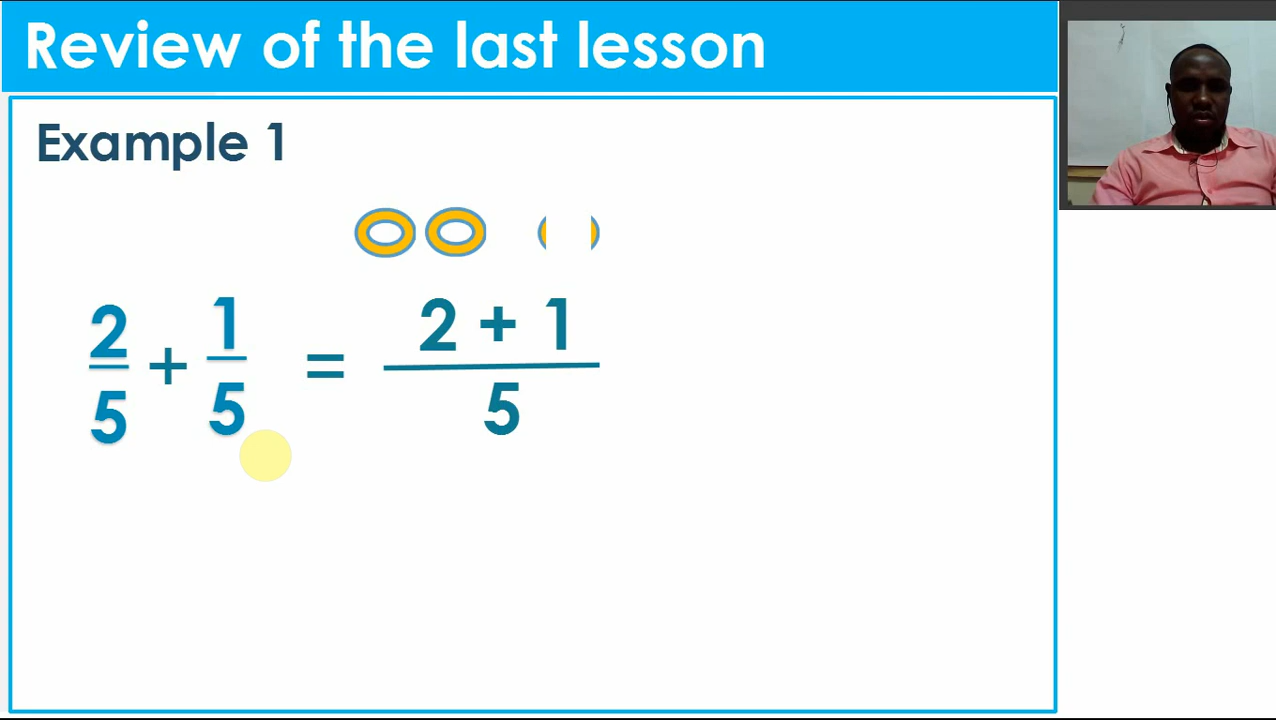 Review of the last lesson
Example 1
2/5 + 1/5 = (2 + 1)/5